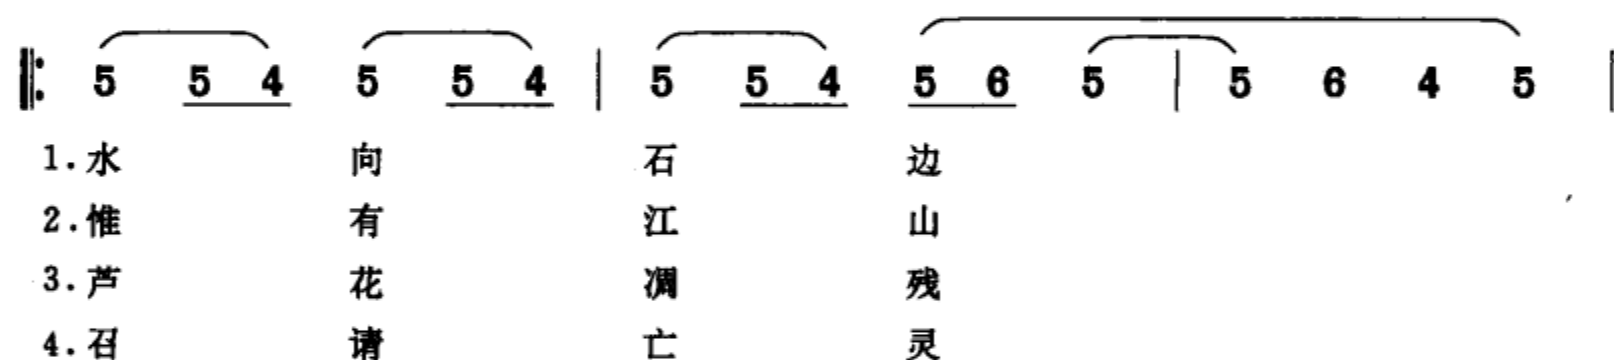 ‖: 5 5 4 5 5 4 | 5 5 4 5 6 5 | 5 6 4 5 |
1.水 向 石 边
2.惟 有 江 山
3.芦 花 凋 残
4.召 请 亡 灵